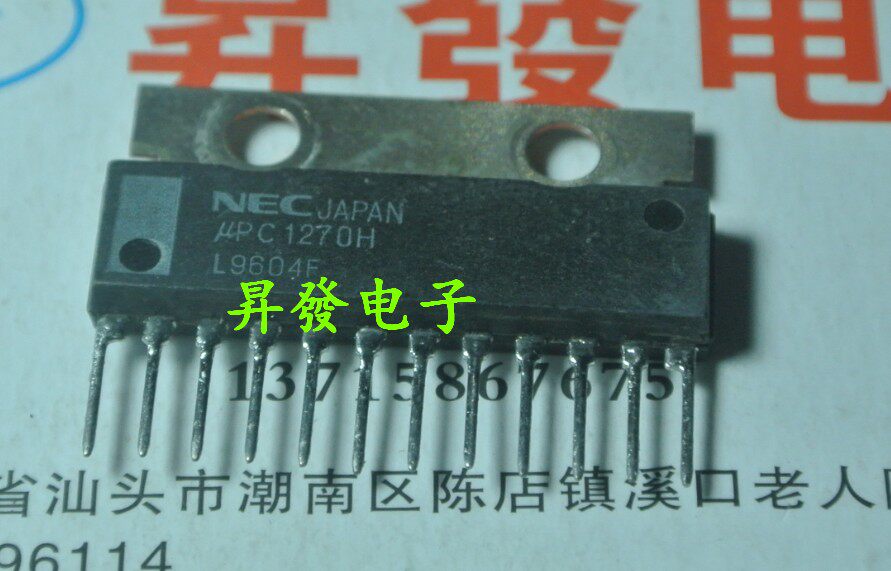 昇發电
NEC JAPAN
µPC1270H
L9604F
昇發电子
13715867675
省汕头市潮南区陈店镇溪口老人
96114